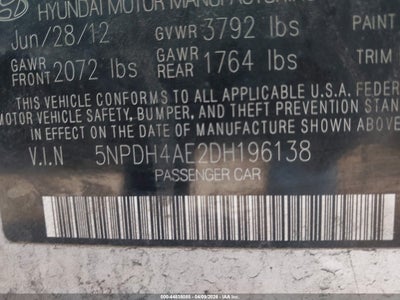 HYUNDAI MOTOR MANUFACTURING
Jun/28/12 GVWR 3792 lbs PAINT
GAWR FRONT 2072 lbs GAWR REAR 1764 lbs TRIM
THIS VEHICLE CONFORMS TO ALL APPLICABLE U.S.A. FEDER
MOTOR VEHICLE SAFETY, BUMPER, AND THEFT PREVENTION STAN
IN EFFECT ON THE DATE OF MANUFACTURE SHOWN ABOVE
V.I.N 5NPDH4AE2DH196138
PASSENGER CAR